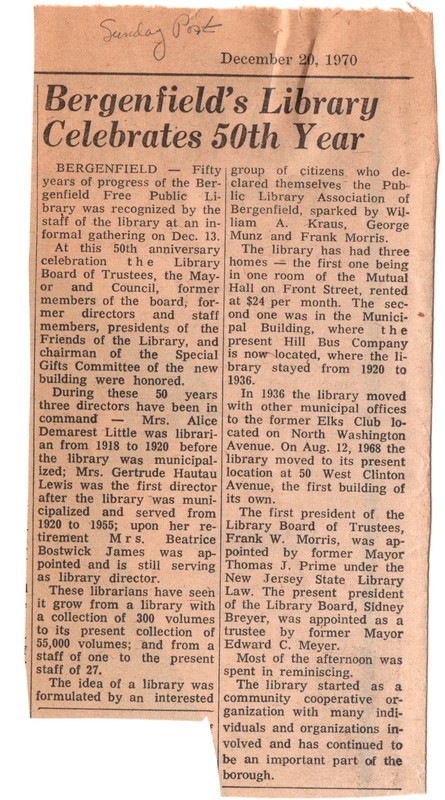 Sunday Post
December 20, 1970
Bergenfield's Library
Celebrates 50th Year
BERGENFIELD — Fifty
years of progress of the Ber-
genfield Free Public Li-
brary was recognized by the
staff of the library at an in-
formal gathering on Dec. 13.
At this 50th anniversary
celebration the Library
Board of Trustees, the May-
or and Council, former
members of the board, for-
mer directors and staff
members, presidents of the
Friends of the Library, and
chairman of the Special
Gifts Committee of the new
building were honored.
During these 50 years
three directors have been in
command — Mrs. Alice
Demarest Little was librari-
an from 1918 to 1920 before
the library was municipal-
ized; Mrs. Gertrude Hautau
Lewis was the first director
after the library was muni-
cipalized and served from
1920 to 1955; upon her re-
tirement Mrs. Beatrice
Bostwick James was ap-
pointed and is still serving
as library director.
These librarians have seen
it grow from a library with
a collection of 300 volumes
to its present collection of
55,000 volumes; and from a
staff of one to the present
staff of 27.
The idea of a library was
formulated by an interested
group of citizens who de-
clared themselves the Pub-
lic Library Association of
Bergenfield, sparked by Wil-
liam A. Kraus, George
Munz and Frank Morris.
The library has had three
homes — the first one being
in one room of the Mutual
Hall on Front Street, rented
at $24 per month. The sec-
ond one was in the Munici-
pal Building, where the
present Hill Bus Company
is now located, where the li-
brary stayed from 1920 to
1936.
In 1936 the library moved
with other municipal offices
to the former Elks Club lo-
cated on North Washington
Avenue. On Aug. 12, 1968 the
library moved to its present
location at 50 West Clinton
Avenue, the first building of
its own.
The first president of the
Library Board of Trustees,
Frank W. Morris, was ap-
pointed by former Mayor
Thomas J. Prime under the
New Jersey State Library
Law. The present president
of the Library Board, Sidney
Breyer, was appointed as a
trustee by former Mayor
Edward C. Meyer.
Most of the afternoon was
spent in reminiscing.
The library started as a
community cooperative or-
ganization with many indi-
viduals and organizations in-
volved and has continued to
be an important part of the
borough.